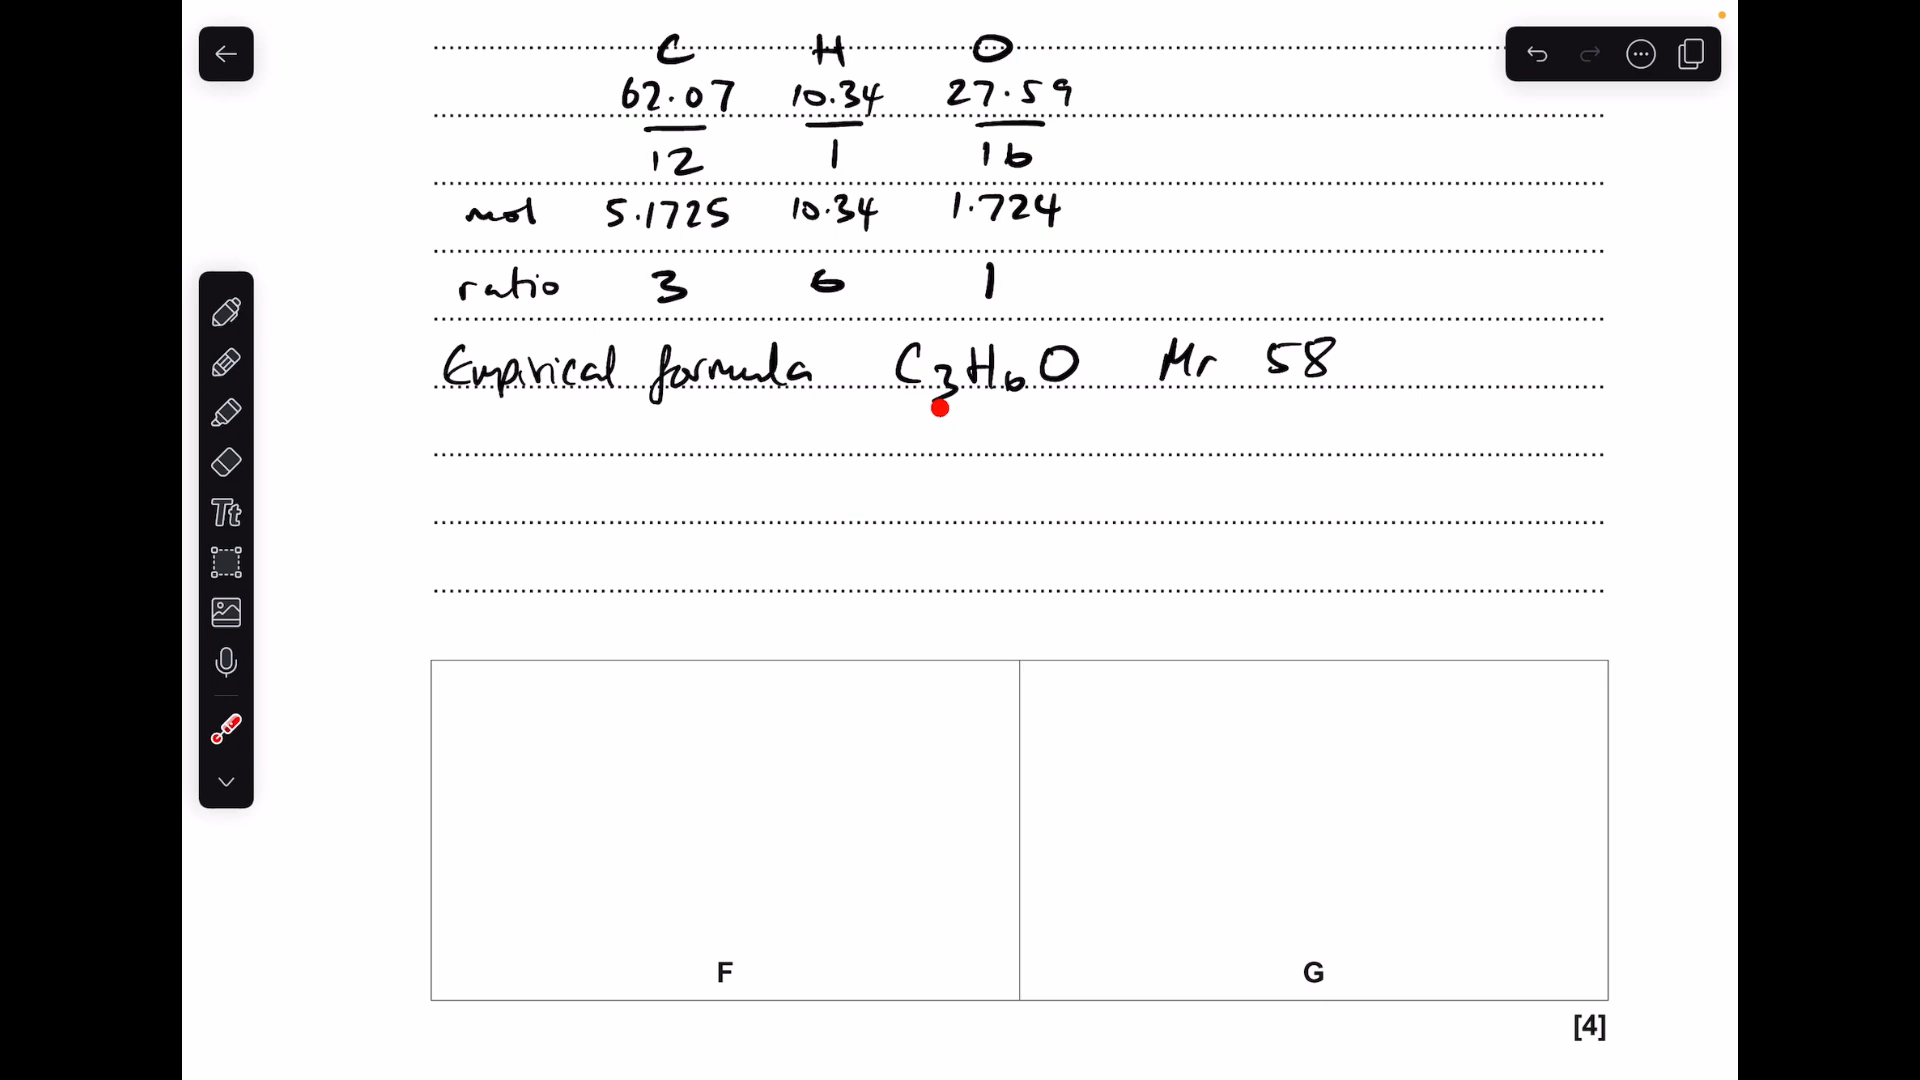 C H O
62.07 10.34 27.59
12 1 16
mol 5.1725 10.34 1.724
ratio 3 6 1
Empirical formula C3H6O Mr 58
Tt
F G
[4]